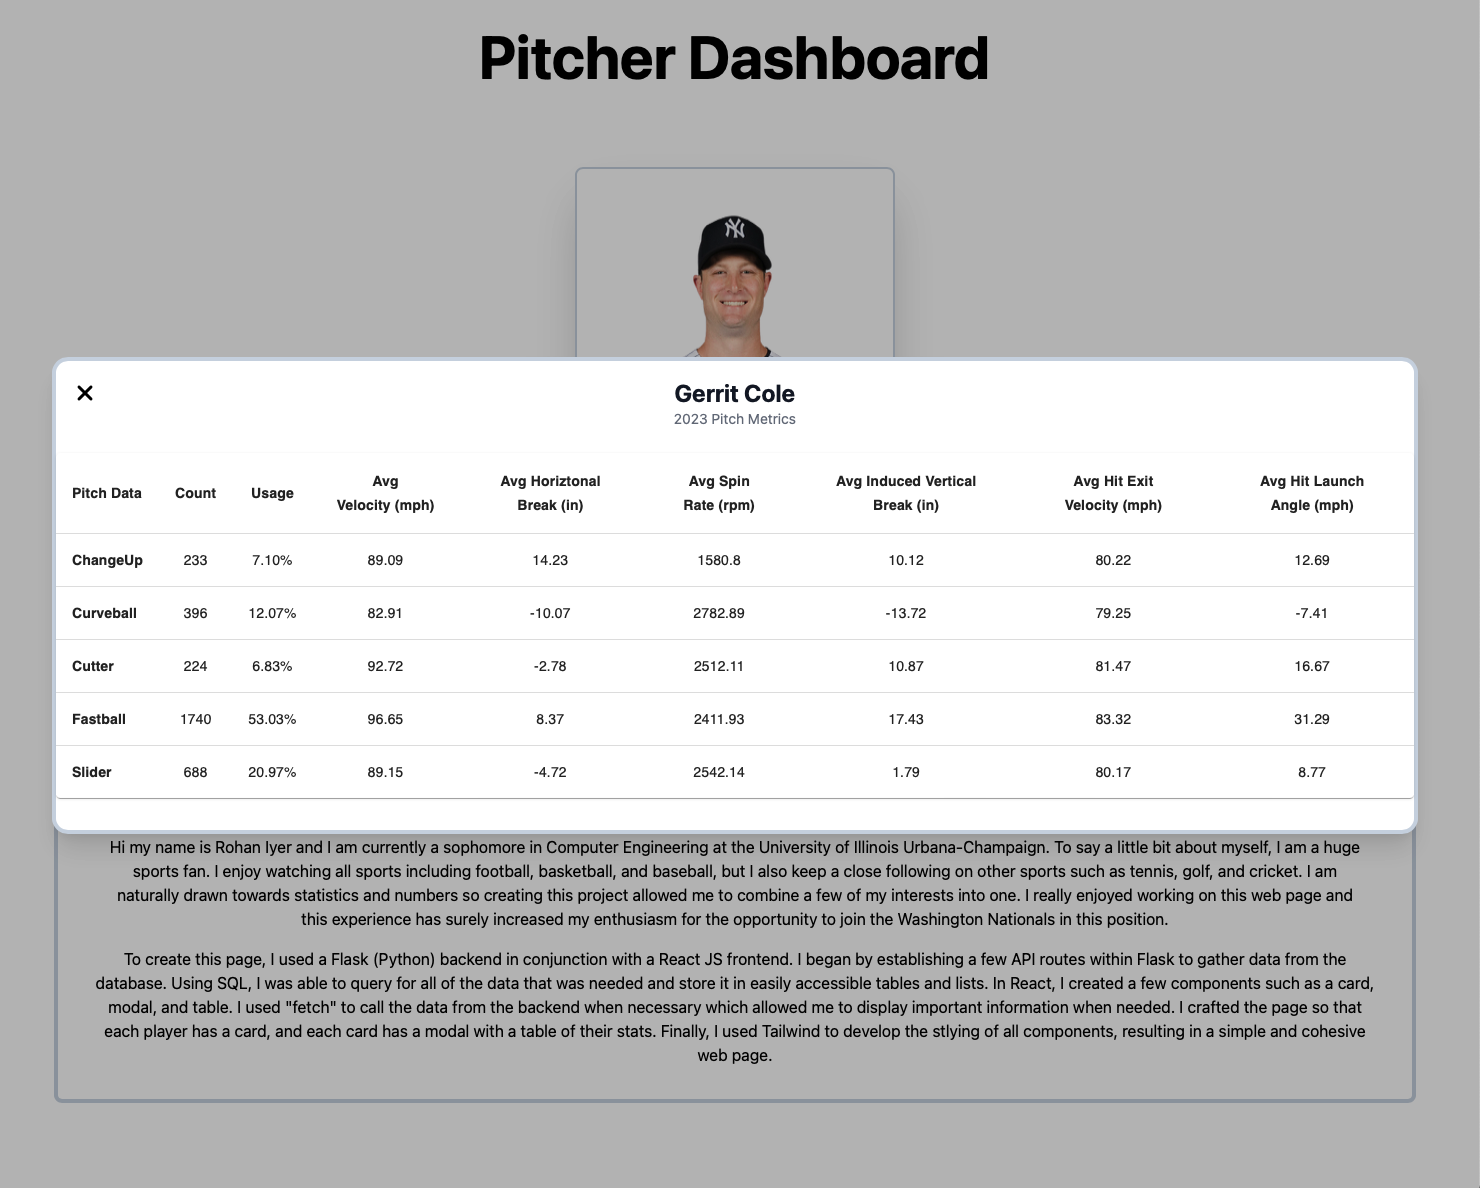 Pitcher Dashboard
NY
Gerrit Cole
2023 Pitch Metrics
Pitch Data Count Usage Avg Velocity (mph) Avg Horiztonal Break (in) Avg Spin Rate (rpm) Avg Induced Vertical Break (in) Avg Hit Exit Velocity (mph) Avg Hit Launch Angle (mph)
ChangeUp 233 7.10% 89.09 14.23 1580.8 10.12 80.22 12.69
Curveball 396 12.07% 82.91 -10.07 2782.89 -13.72 79.25 -7.41
Cutter 224 6.83% 92.72 -2.78 2512.11 10.87 81.47 16.67
Fastball 1740 53.03% 96.65 8.37 2411.93 17.43 83.32 31.29
Slider 688 20.97% 89.15 -4.72 2542.14 1.79 80.17 8.77
Hi my name is Rohan Iyer and I am currently a sophomore in Computer Engineering at the University of Illinois Urbana-Champaign. To say a little bit about myself, I am a huge
sports fan. I enjoy watching all sports including football, basketball, and baseball, but I also keep a close following on other sports such as tennis, golf, and cricket. I am
naturally drawn towards statistics and numbers so creating this project allowed me to combine a few of my interests into one. I really enjoyed working on this web page and
this experience has surely increased my enthusiasm for the opportunity to join the Washington Nationals in this position.
To create this page, I used a Flask (Python) backend in conjunction with a React JS frontend. I began by establishing a few API routes within Flask to gather data from the
database. Using SQL, I was able to query for all of the data that was needed and store it in easily accessible tables and lists. In React, I created a few components such as a card,
modal, and table. I used "fetch" to call the data from the backend when necessary which allowed me to display important information when needed. I crafted the page so that
each player has a card, and each card has a modal with a table of their stats. Finally, I used Tailwind to develop the stlying of all components, resulting in a simple and cohesive
web page.